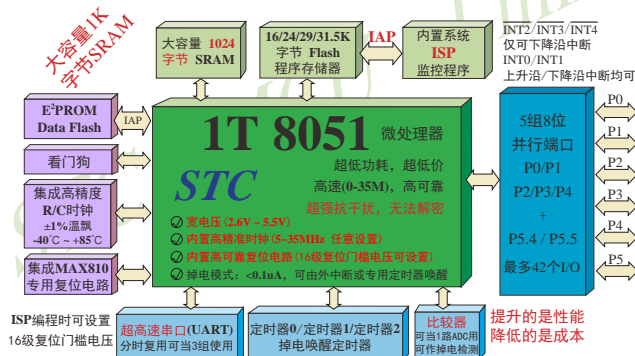 大容量1K
字节SRAM
大容量 1024
字节 SRAM
16/24/29/31.5K
字节 Flash
程序存储器
IAP
内置系统
ISP
监控程序
INT2/INT3/INT4
仅可下降沿中断
INT0/INT1
上升沿/下降沿中断均可
E²PROM
Data Flash
IAP
看门狗
集成高精度
R/C时钟
±1%温飘
-40℃ ~ +85℃
集成MAX810
专用复位电路
1T 8051 微处理器
超低功耗，超低价
STC 高速(0-35M)，高可靠
超强抗干扰，无法解密
宽电压(2.6V ~ 5.5V)
内置高精准时钟(5~35MHz 任意设置)
内置高可靠复位电路(16级复位门槛电压可设置)
掉电模式：<0.1uA，可由外中断或专用定时器唤醒
5组8位
并行端口
P0/P1
P2/P3/P4
+
P5.4 / P5.5
最多42个I/O
P0
P1
P2
P3
P4
P5
ISP编程时可设置
16级复位门槛电压
超高速串口(UART)
分时复用可当3组使用
定时器0/定时器1/定时器2
掉电唤醒定时器
比较器
可当1路ADC用
可作掉电检测
提升的是性能
降低的是成本